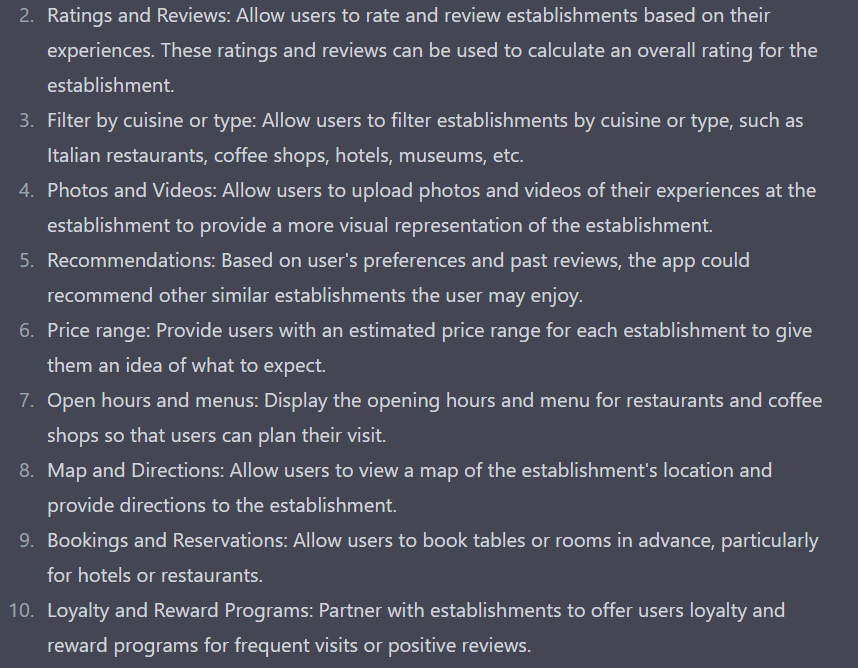 2. Ratings and Reviews: Allow users to rate and review establishments based on their
experiences. These ratings and reviews can be used to calculate an overall rating for the
establishment.
3. Filter by cuisine or type: Allow users to filter establishments by cuisine or type, such as
Italian restaurants, coffee shops, hotels, museums, etc.
4. Photos and Videos: Allow users to upload photos and videos of their experiences at the
establishment to provide a more visual representation of the establishment.
5. Recommendations: Based on user's preferences and past reviews, the app could
recommend other similar establishments the user may enjoy.
6. Price range: Provide users with an estimated price range for each establishment to give
them an idea of what to expect.
7. Open hours and menus: Display the opening hours and menu for restaurants and coffee
shops so that users can plan their visit.
8. Map and Directions: Allow users to view a map of the establishment's location and
provide directions to the establishment.
9. Bookings and Reservations: Allow users to book tables or rooms in advance, particularly
for hotels or restaurants.
10. Loyalty and Reward Programs: Partner with establishments to offer users loyalty and
reward programs for frequent visits or positive reviews.